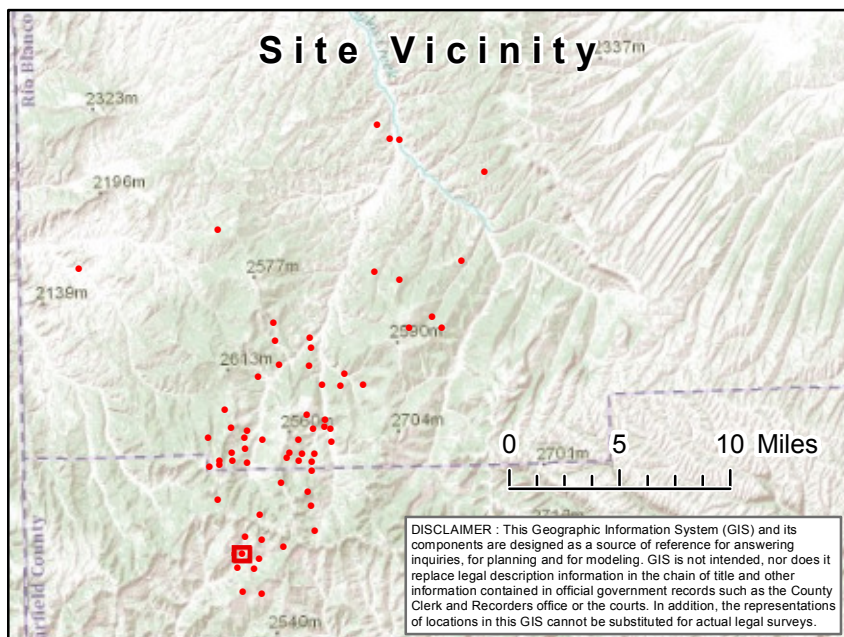 Site Vicinity
2337m
Rio Blanco
2323m
2196m
2577m
2139m
2590m
2613m
2560m
2704m
0 5 10 Miles
2701m
DISCLAIMER : This Geographic Information System (GIS) and its
components are designed as a source of reference for answering
inquiries, for planning and for modeling. GIS is not intended, nor does it
replace legal description information in the chain of title and other
information contained in official government records such as the County
Clerk and Recorders office or the courts. In addition, the representations
of locations in this GIS cannot be substituted for actual legal surveys.
arfield County
2540m